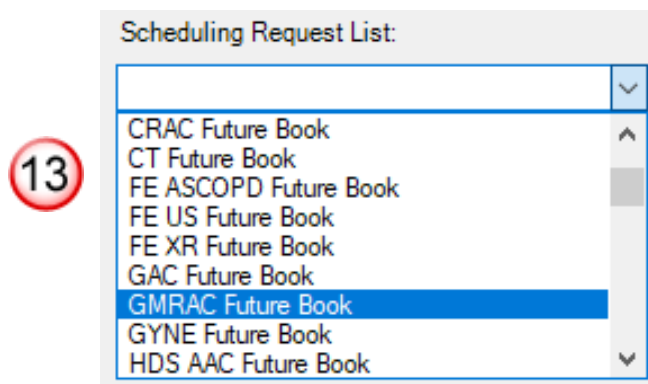 Scheduling Request List:
CRAC Future Book
CT Future Book
FE ASCOPD Future Book
FE US Future Book
FE XR Future Book
GAC Future Book
GMRAC Future Book
GYNE Future Book
HDS AAC Future Book
13